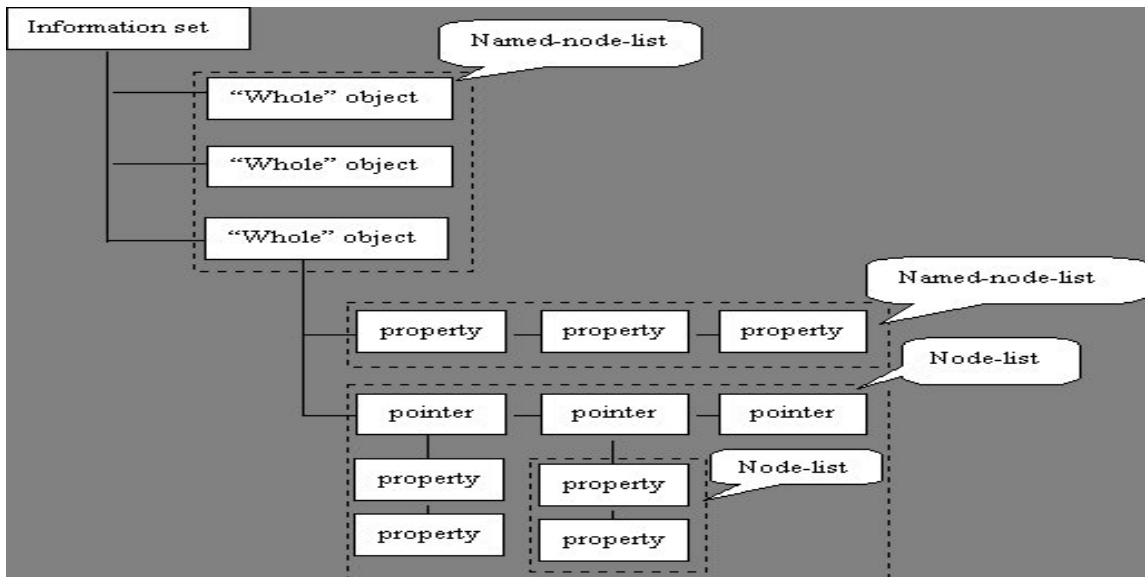 Information set
Named-node-list
“Whole” object
“Whole” object
“Whole” object
Named-node-list
property property property
Node-list
pointer pointer pointer
Node-list
property property
property property